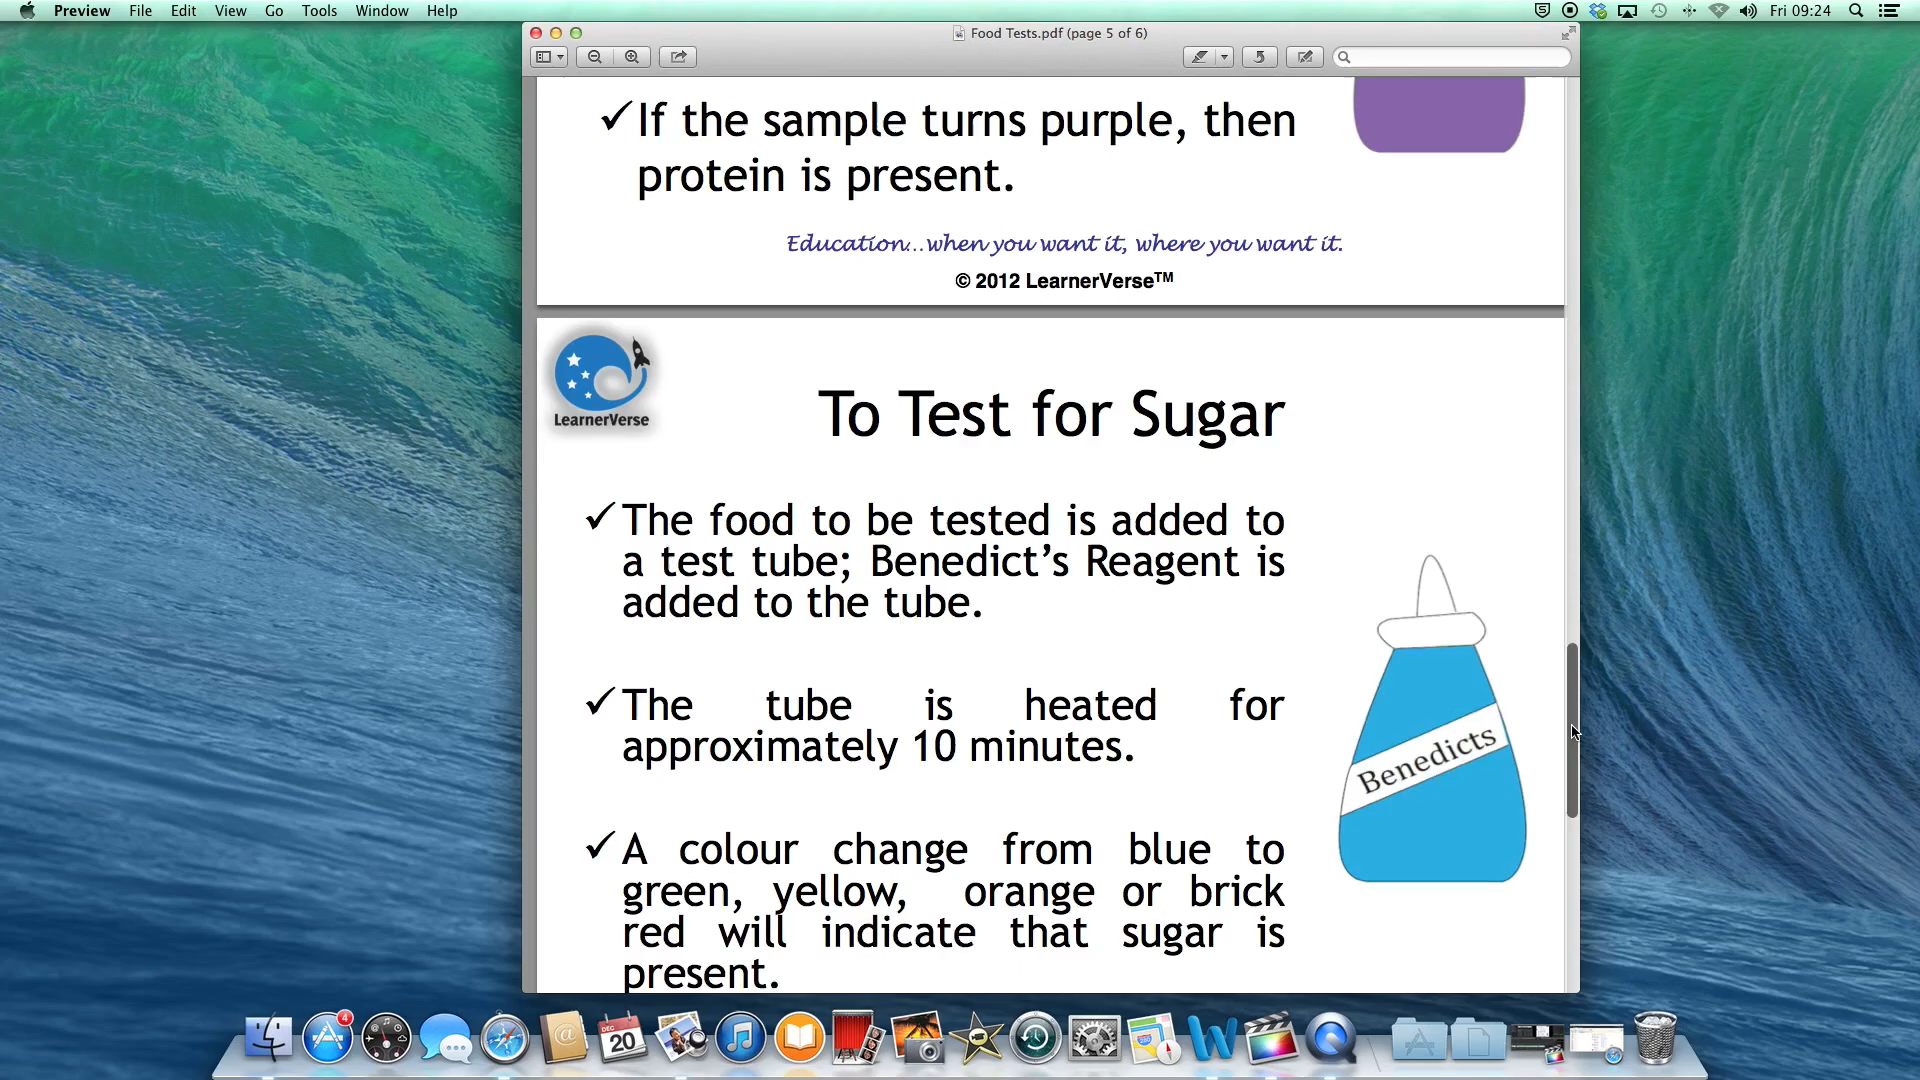 Preview File Edit View Go Tools Window Help Fri 09:24
Food Tests.pdf (page 5 of 6)
✓If the sample turns purple, then
protein is present.
Education...when you want it, where you want it.
© 2012 LearnerVerse™
LearnerVerse
To Test for Sugar
✓The food to be tested is added to
a test tube; Benedict’s Reagent is
added to the tube.
✓The tube is heated for
approximately 10 minutes.
Benedicts
✓A colour change from blue to
green, yellow, orange or brick
red will indicate that sugar is
present.
4
DEC
20